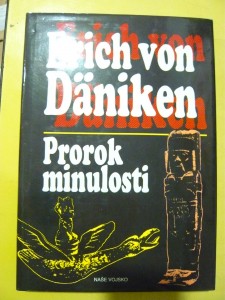 Erich von
Däniken
Prorok
minulosti
NAŠE VOJSKO